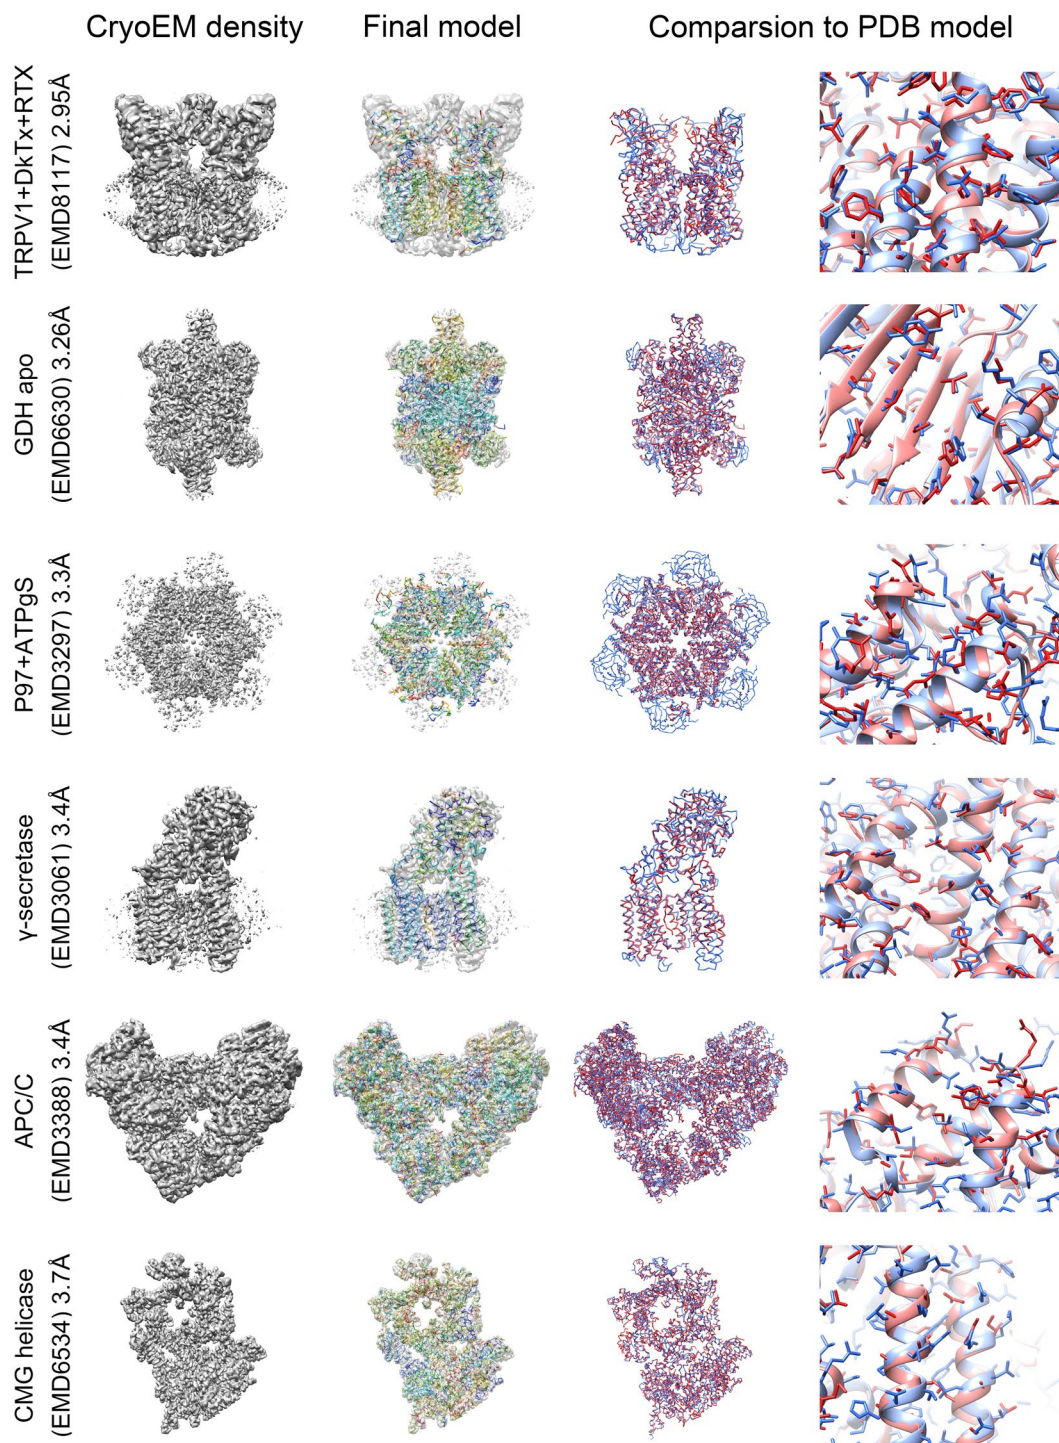 CryoEM density
Final model
Comparsion to PDB model
TRPV1+DkTx+RTX
(EMD8117) 2.95Å
GDH apo
(EMD6630) 3.26Å
P97+ATPgS
(EMD3297) 3.3Å
γ-secretase
(EMD3061) 3.4Å
APC/C
(EMD3388) 3.4Å
CMG helicase
(EMD6534) 3.7Å